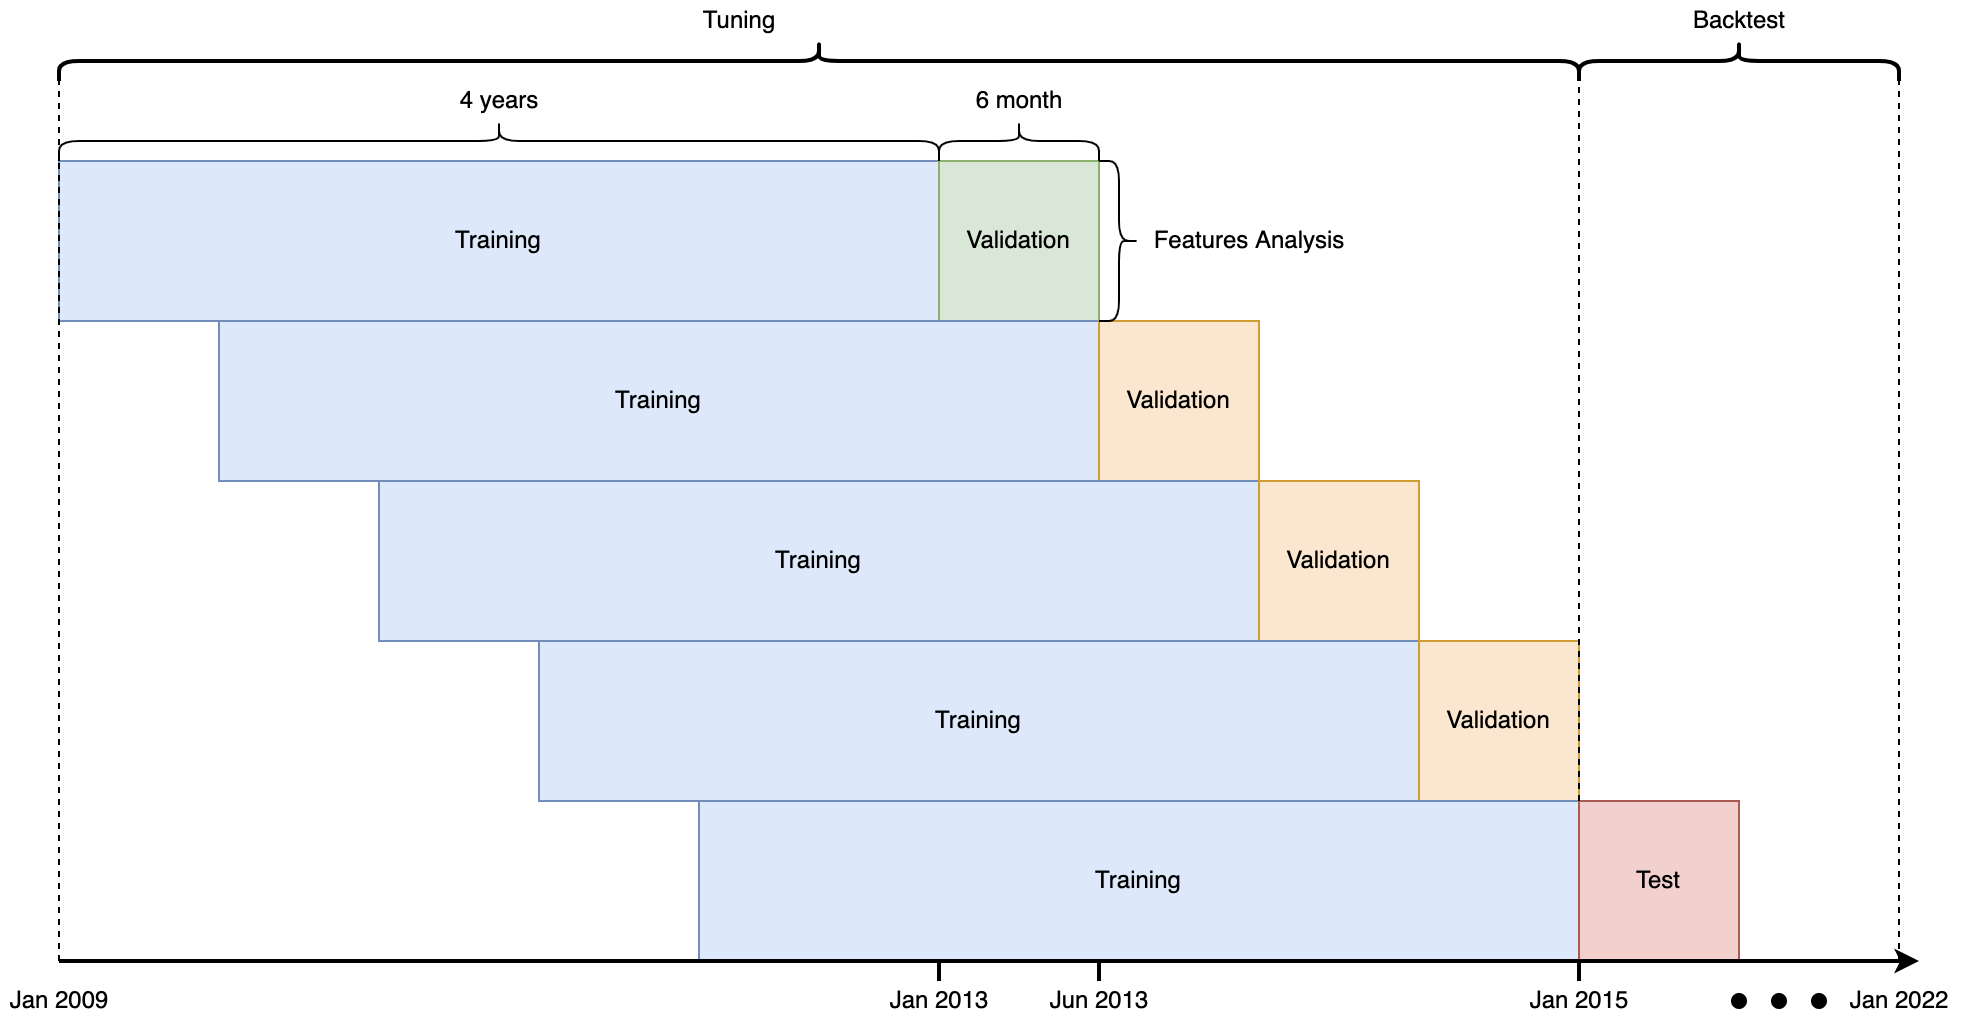 Tuning
Backtest
4 years
6 month
Training
Validation
Features Analysis
Training
Validation
Training
Validation
Training
Validation
Training
Test
Jan 2009
Jan 2013
Jun 2013
Jan 2015
Jan 2022